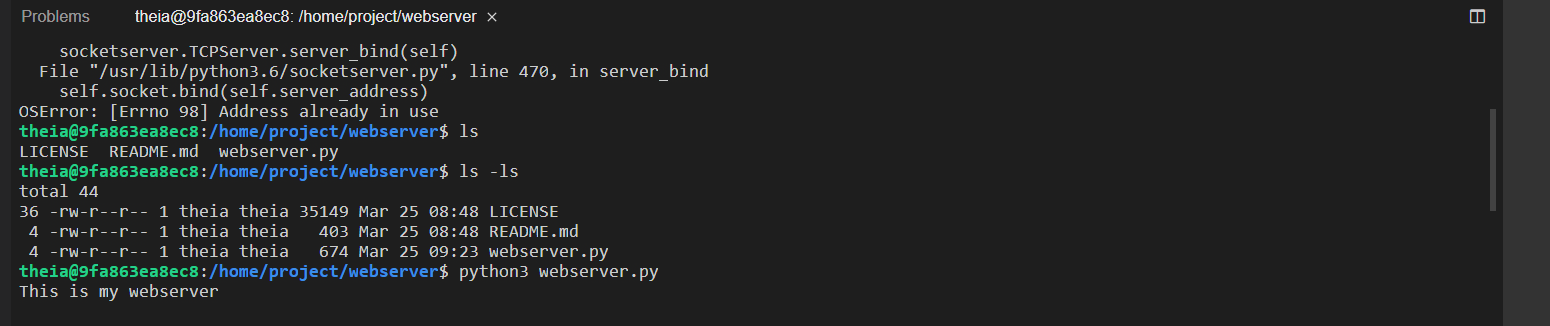 Problems theia@9fa863ea8ec8: /home/project/webserver ×
socketserver.TCPServer.server_bind(self)
File "/usr/lib/python3.6/socketserver.py", line 470, in server_bind
self.socket.bind(self.server_address)
OSError: [Errno 98] Address already in use
theia@9fa863ea8ec8:/home/project/webserver$ ls
LICENSE  README.md  webserver.py
theia@9fa863ea8ec8:/home/project/webserver$ ls -ls
total 44
36 -rw-r--r-- 1 theia theia 35149 Mar 25 08:48 LICENSE
4 -rw-r--r-- 1 theia theia   403 Mar 25 08:48 README.md
4 -rw-r--r-- 1 theia theia   674 Mar 25 09:23 webserver.py
theia@9fa863ea8ec8:/home/project/webserver$ python3 webserver.py
This is my webserver